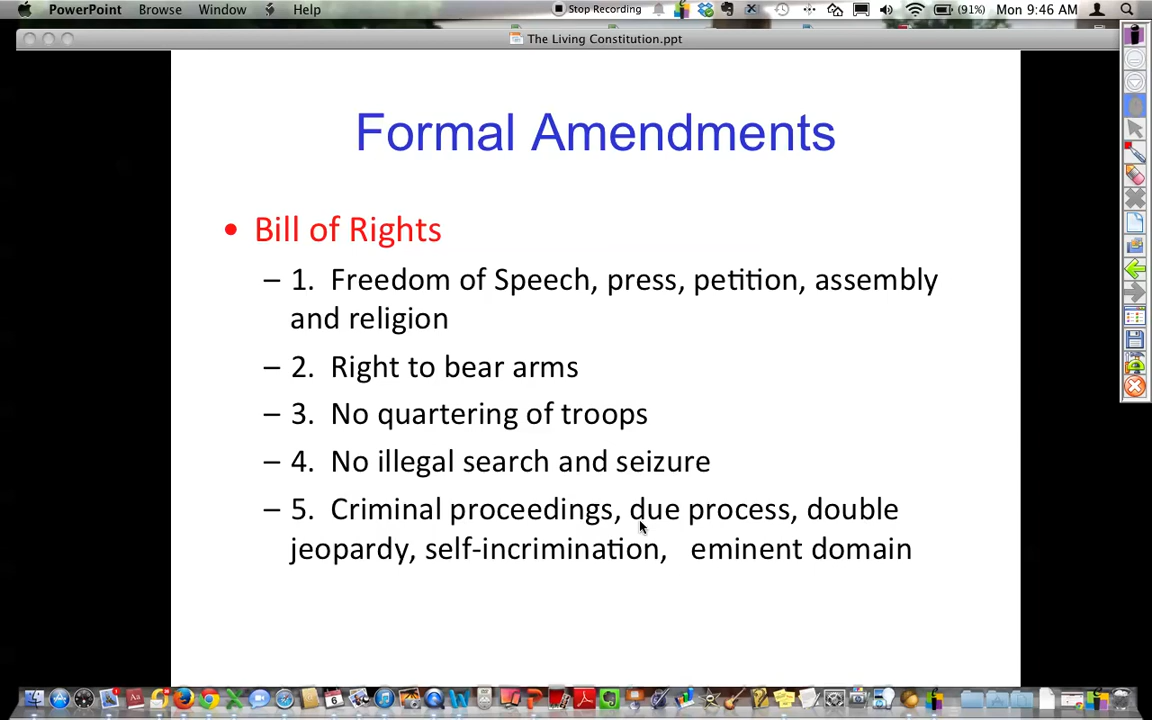 PowerPoint Browse Window Help Stop Recording (91%) Mon 9:46 AM
The Living Constitution.ppt
Formal Amendments
• Bill of Rights
– 1. Freedom of Speech, press, petition, assembly
and religion
– 2. Right to bear arms
– 3. No quartering of troops
– 4. No illegal search and seizure
– 5. Criminal proceedings, due process, double
jeopardy, self-incrimination, eminent domain